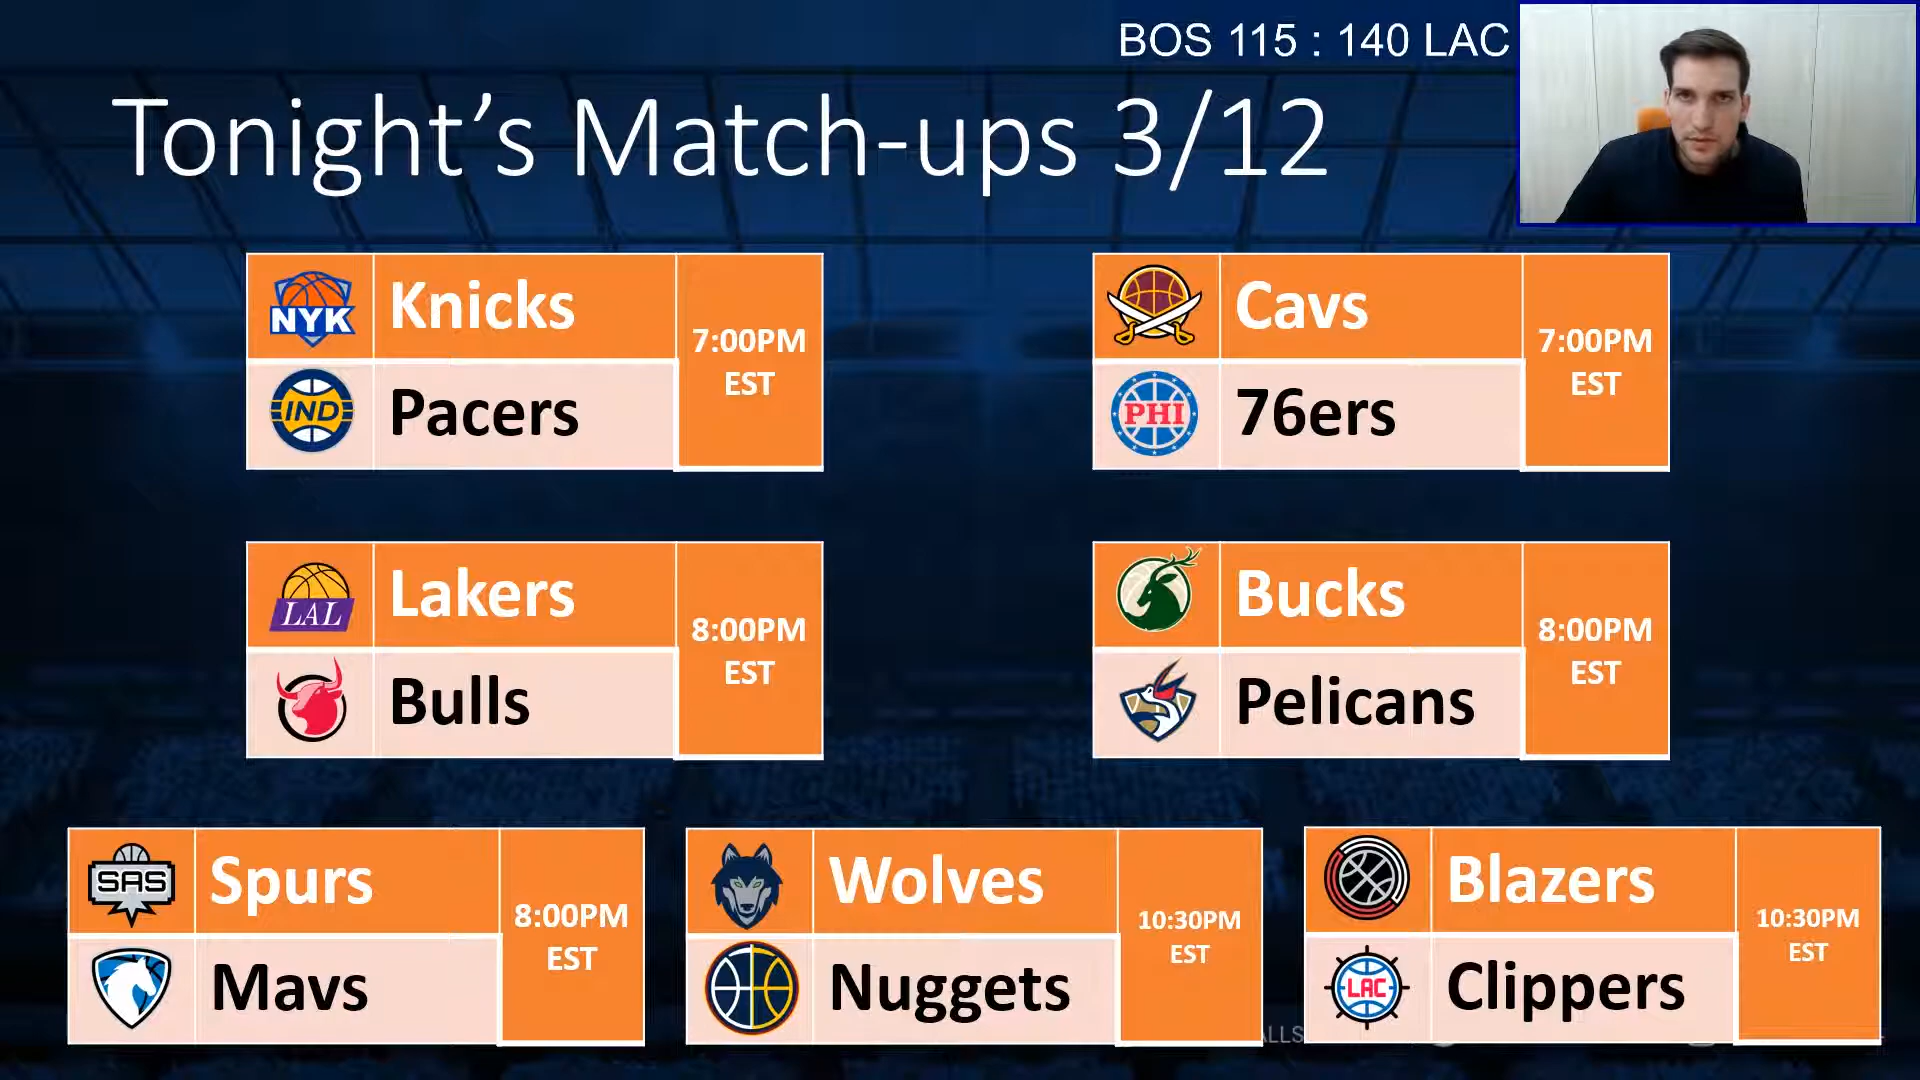 BOS 115 : 140 LAC
Tonight’s Match-ups 3/12
NYK
Knicks
7:00PM
EST
IND
Pacers
Cavs
7:00PM
EST
PHI
76ers
LAL
Lakers
8:00PM
EST
Bulls
Bucks
8:00PM
EST
Pelicans
SAS
Spurs
8:00PM
EST
Mavs
Wolves
10:30PM
EST
Nuggets
Blazers
10:30PM
EST
LAC
Clippers